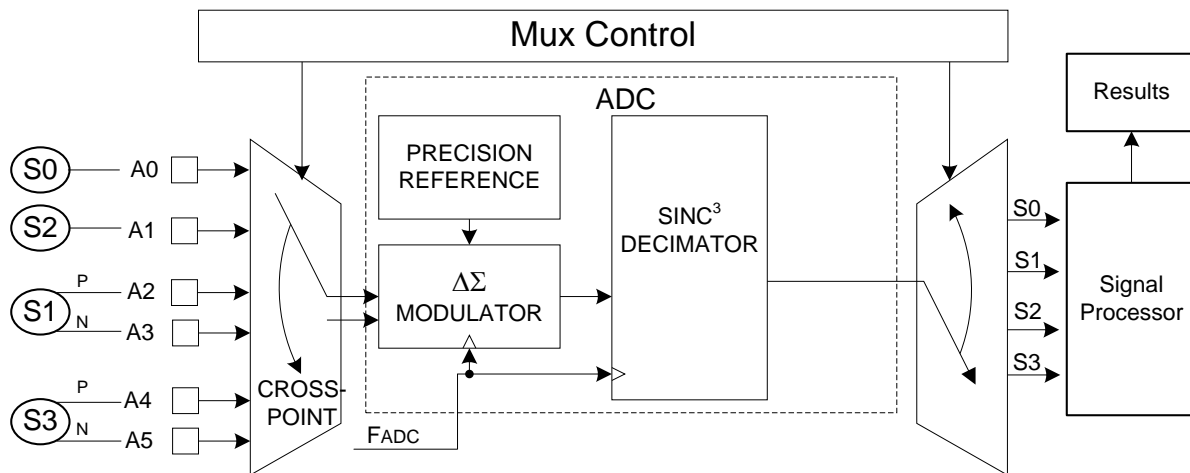 Mux Control
ADC
Results
PRECISION
REFERENCE
SINC³
DECIMATOR
S0 A0
S2 A1
S1 P A2
N A3
S3 P A4
N A5
CROSS-
POINT
ΔΣ
MODULATOR
FADC
S0
S1
S2
S3
Signal
Processor